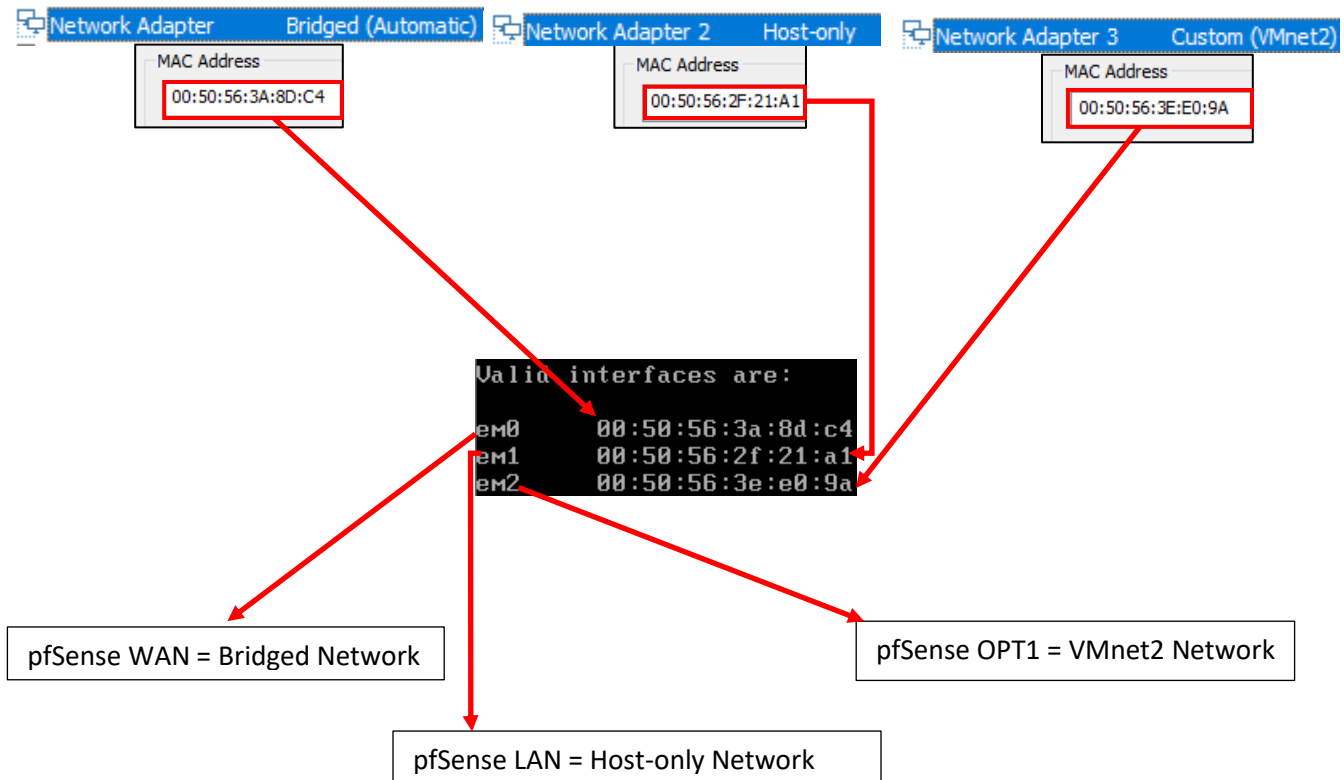 Network Adapter Bridged (Automatic)
MAC Address
00:50:56:3A:8D:C4
Network Adapter 2 Host-only
MAC Address
00:50:56:2F:21:A1
Network Adapter 3 Custom (VMnet2)
MAC Address
00:50:56:3E:E0:9A
Valid interfaces are:
em0 00:50:56:3a:8d:c4
em1 00:50:56:2f:21:a1
em2 00:50:56:3e:e0:9a
pfSense WAN = Bridged Network
pfSense OPT1 = VMnet2 Network
pfSense LAN = Host-only Network